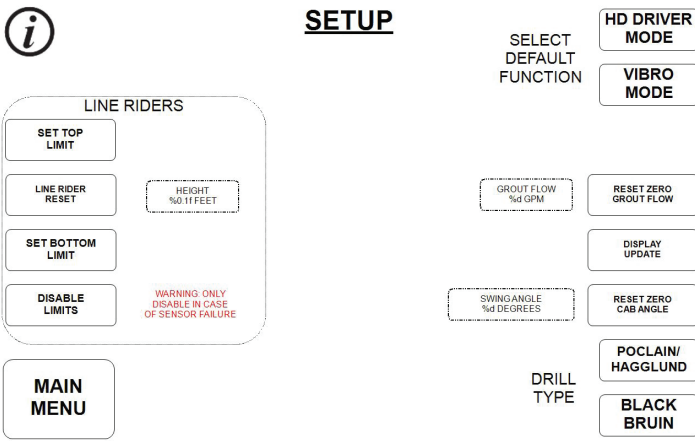 i
SETUP
SELECT
DEFAULT
FUNCTION
HD DRIVER
MODE
VIBRO
MODE
LINE RIDERS
SET TOP
LIMIT
LINE RIDER
RESET
HEIGHT
%0.1f FEET
SET BOTTOM
LIMIT
DISABLE
LIMITS
WARNING: ONLY
DISABLE IN CASE
OF SENSOR FAILURE
GROUT FLOW
%d GPM
RESET ZERO
GROUT FLOW
DISPLAY
UPDATE
SWING ANGLE
%d DEGREES
RESET ZERO
CAB ANGLE
MAIN
MENU
DRILL
TYPE
POCLAIN/
HAGGLUND
BLACK
BRUIN